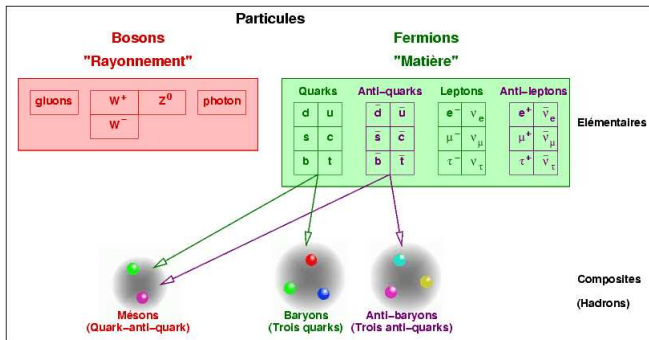 Particules
Bosons
"Rayonnement"
Fermions
"Matière"
gluons
W⁺ Z⁰
W⁻
photon
Quarks
d u
s c
b t
Anti-quarks
d̄ ū
s̄ c̄
b̄ t̄
Leptons
e⁻ νe
μ⁻ νμ
τ⁻ ντ
Anti-leptons
e⁺ ν̄e
μ⁺ ν̄μ
τ⁺ ν̄τ
Elémentaires
Mésons
(Quark-anti-quark)
Baryons
(Trois quarks)
Anti-baryons
(Trois anti-quarks)
Composites
(Hadrons)